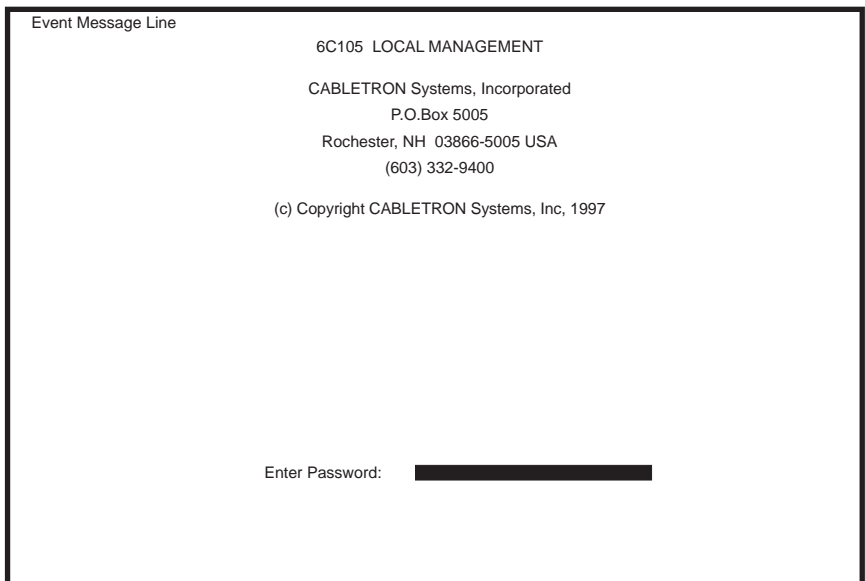 Event Message Line
6C105 LOCAL MANAGEMENT
CABLETRON Systems, Incorporated
P.O.Box 5005
Rochester, NH 03866-5005 USA
(603) 332-9400
(c) Copyright CABLETRON Systems, Inc, 1997
Enter Password: